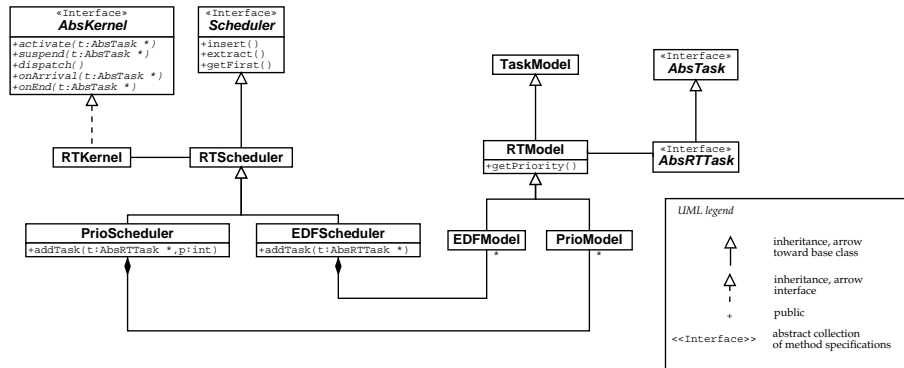 «Interface»
AbsKernel
+activate(t:AbsTask *)
+suspend(t:AbsTask *)
+dispatch()
+onArrival(t:AbsTask *)
+onEnd(t:AbsTask *)
«Interface»
Scheduler
+insert()
+extract()
+getFirst()
TaskModel
«Interface»
AbsTask
RTKernel
RTScheduler
RTModel
+getPriority()
«Interface»
AbsRTTask
PrioScheduler
+addTask(t:AbsRTTask *,p:int)
EDFScheduler
+addTask(t:AbsRTTask *)
EDFModel
*
PrioModel
*
UML legend
inheritance, arrow
toward base class
inheritance, arrow
interface
+ public
<<Interface>> abstract collection
of method specifications